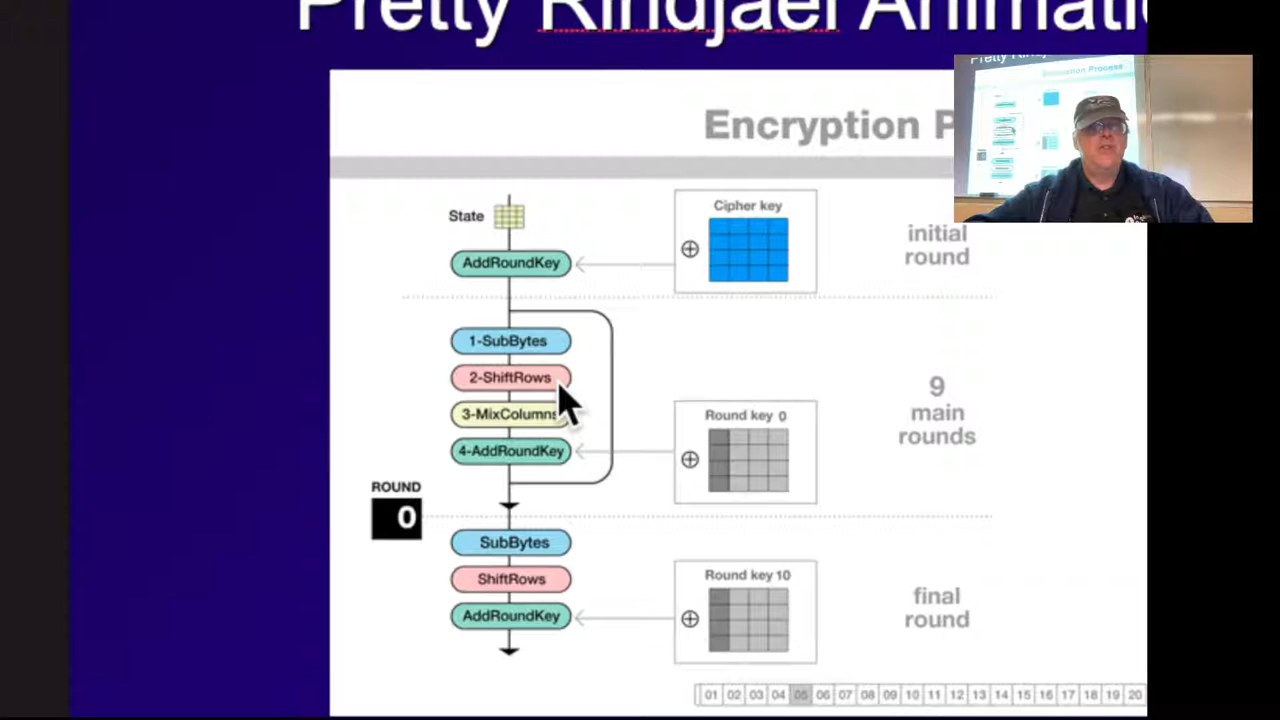 Pretty Rindjael Animati
Encryption P
State
Cipher key
AddRoundKey
initial
round
1-SubBytes
2-ShiftRows
3-MixColumns
4-AddRoundKey
Round key 0
9
main
rounds
ROUND
0
SubBytes
ShiftRows
AddRoundKey
Round key 10
final
round
01 02 03 04 05 06 07 08 09 10 11 12 13 14 15 16 17 18 19 20